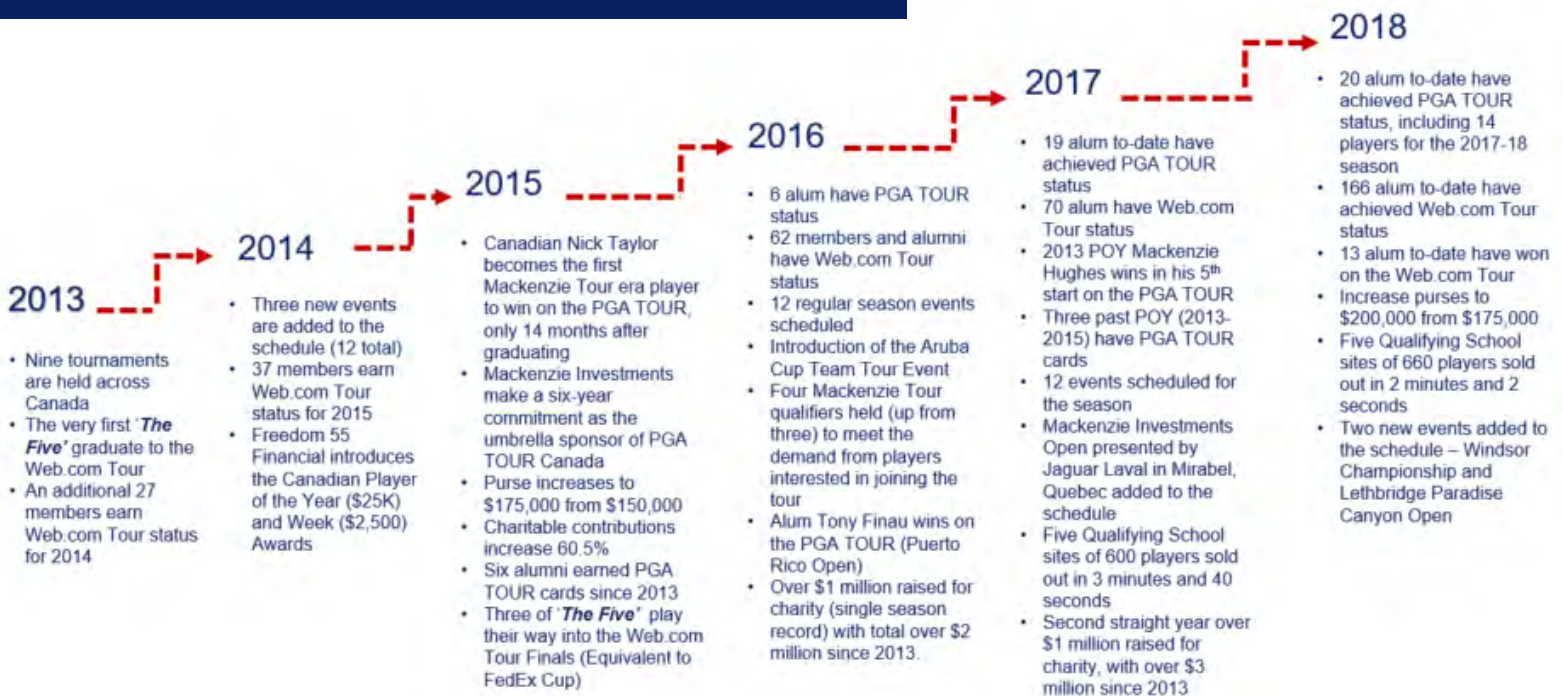 2013
• Nine tournaments
are held across
Canada
• The very first 'The
Five' graduate to the
Web.com Tour
• An additional 27
members earn
Web.com Tour status
for 2014
2014
• Three new events
are added to the
schedule (12 total)
• 37 members earn
Web.com Tour
status for 2015
• Freedom 55
Financial introduces
the Canadian Player
of the Year ($25K)
and Week ($2,500)
Awards
2015
• Canadian Nick Taylor
becomes the first
Mackenzie Tour era player
to win on the PGA TOUR,
only 14 months after
graduating
• Mackenzie Investments
make a six-year
commitment as the
umbrella sponsor of PGA
TOUR Canada
• Purse increases to
$175,000 from $150,000
• Charitable contributions
increase 60.5%
• Six alumni earned PGA
TOUR cards since 2013
• Three of 'The Five' play
their way into the Web.com
Tour Finals (Equivalent to
FedEx Cup)
2016
• 6 alum have PGA TOUR
status
• 62 members and alumni
have Web.com Tour
status
• 12 regular season events
scheduled
• Introduction of the Aruba
Cup Team Tour Event
• Four Mackenzie Tour
qualifiers held (up from
three) to meet the
demand from players
interested in joining the
tour
• Alum Tony Finau wins on
the PGA TOUR (Puerto
Rico Open)
• Over $1 million raised for
charity (single season
record) with total over $2
million since 2013.
2017
• 19 alum to-date have
achieved PGA TOUR
status
• 70 alum have Web.com
Tour status
• 2013 POY Mackenzie
Hughes wins in his 5th
start on the PGA TOUR
• Three past POY (2013-
2015) have PGA TOUR
cards
• 12 events scheduled for
the season
• Mackenzie Investments
Open presented by
Jaguar Laval in Mirabel,
Quebec added to the
schedule
• Five Qualifying School
sites of 600 players sold
out in 3 minutes and 40
seconds
• Second straight year over
$1 million raised for
charity, with over $3
million since 2013
2018
• 20 alum to-date have
achieved PGA TOUR
status, including 14
players for the 2017-18
season
• 166 alum to-date have
achieved Web.com Tour
status
• 13 alum to-date have won
on the Web.com Tour
• Increase purses to
$200,000 from $175,000
• Five Qualifying School
sites of 660 players sold
out in 2 minutes and 2
seconds
• Two new events added to
the schedule – Windsor
Championship and
Lethbridge Paradise
Canyon Open